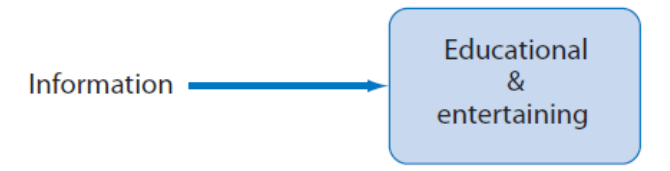 Information
Educational
&
entertaining